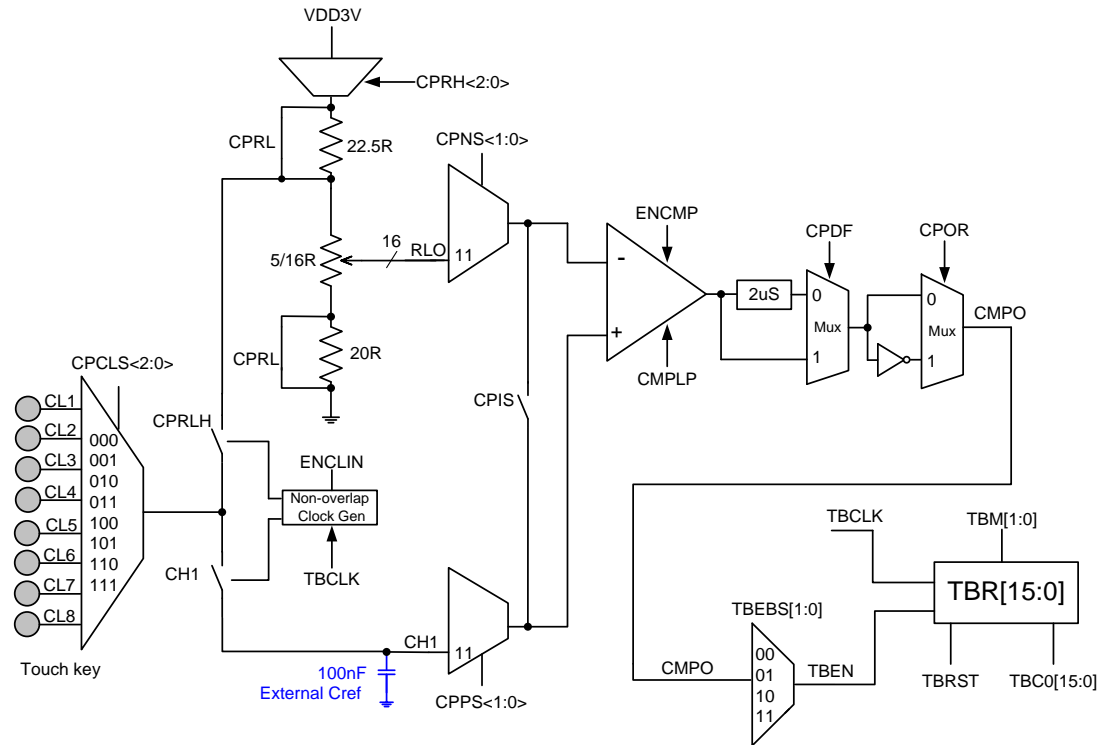 VDD3V
CPRH<2:0>
CPRL
22.5R
CPNS<1:0>
16
RLO
11
5/16R
CPRL
20R
ENCMP
-
+
CMPLP
2uS
CPDF
0
Mux
1
CPOR
0
Mux
1
CMPO
CPCLS<2:0>
CL1
CL2
CL3
CL4
CL5
CL6
CL7
CL8
000
001
010
011
100
101
110
111
Touch key
CPRLH
CH1
ENCLIN
Non-overlap
Clock Gen
TBCLK
CPIS
CH1
11
CPPS<1:0>
100nF
External Cref
CMPO
TBEBS[1:0]
00
01
10
11
TBEN
TBCLK
TBM[1:0]
TBR[15:0]
TBRST
TBC0[15:0]